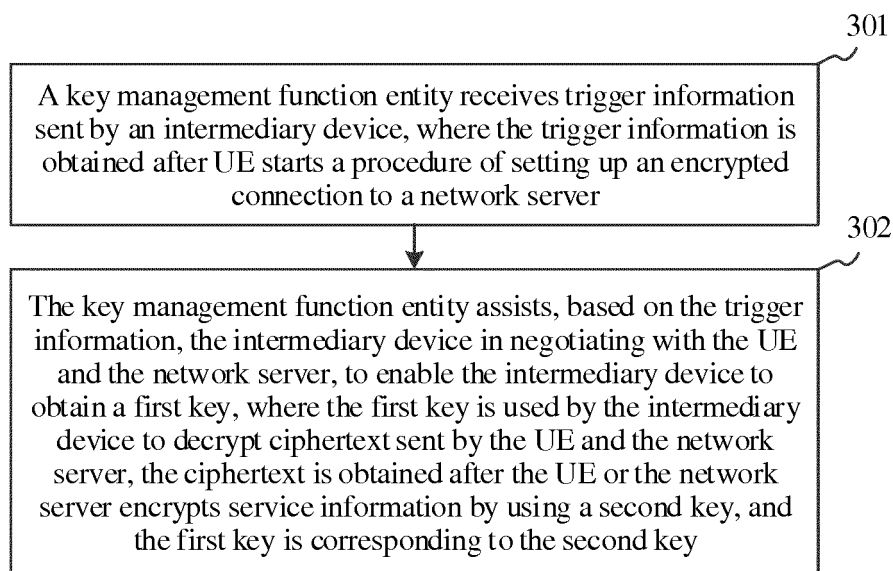 301
A key management function entity receives trigger information
sent by an intermediary device, where the trigger information is
obtained after UE starts a procedure of setting up an encrypted
connection to a network server
302
The key management function entity assists, based on the trigger
information, the intermediary device in negotiating with the UE
and the network server, to enable the intermediary device to
obtain a first key, where the first key is used by the intermediary
device to decrypt ciphertext sent by the UE and the network
server, the ciphertext is obtained after the UE or the network
server encrypts service information by using a second key, and
the first key is corresponding to the second key